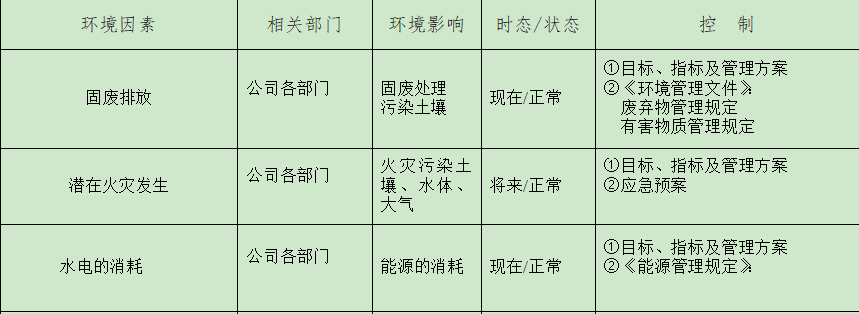 环境因素 相关部门 环境影响 时态/状态 控 制
固废排放 公司各部门 固废处理 现在/正常 ①目标、指标及管理方案
污染土壤 ②《环境管理文件》:
废弃物管理规定
有害物质管理规定
潜在火灾发生 公司各部门 火灾污染土 将来/正常 ①目标、指标及管理方案
壤、水体、 ②应急预案
大气
水电的消耗 公司各部门 能源的消耗 现在/正常 ①目标、指标及管理方案
②《能源管理规定》: